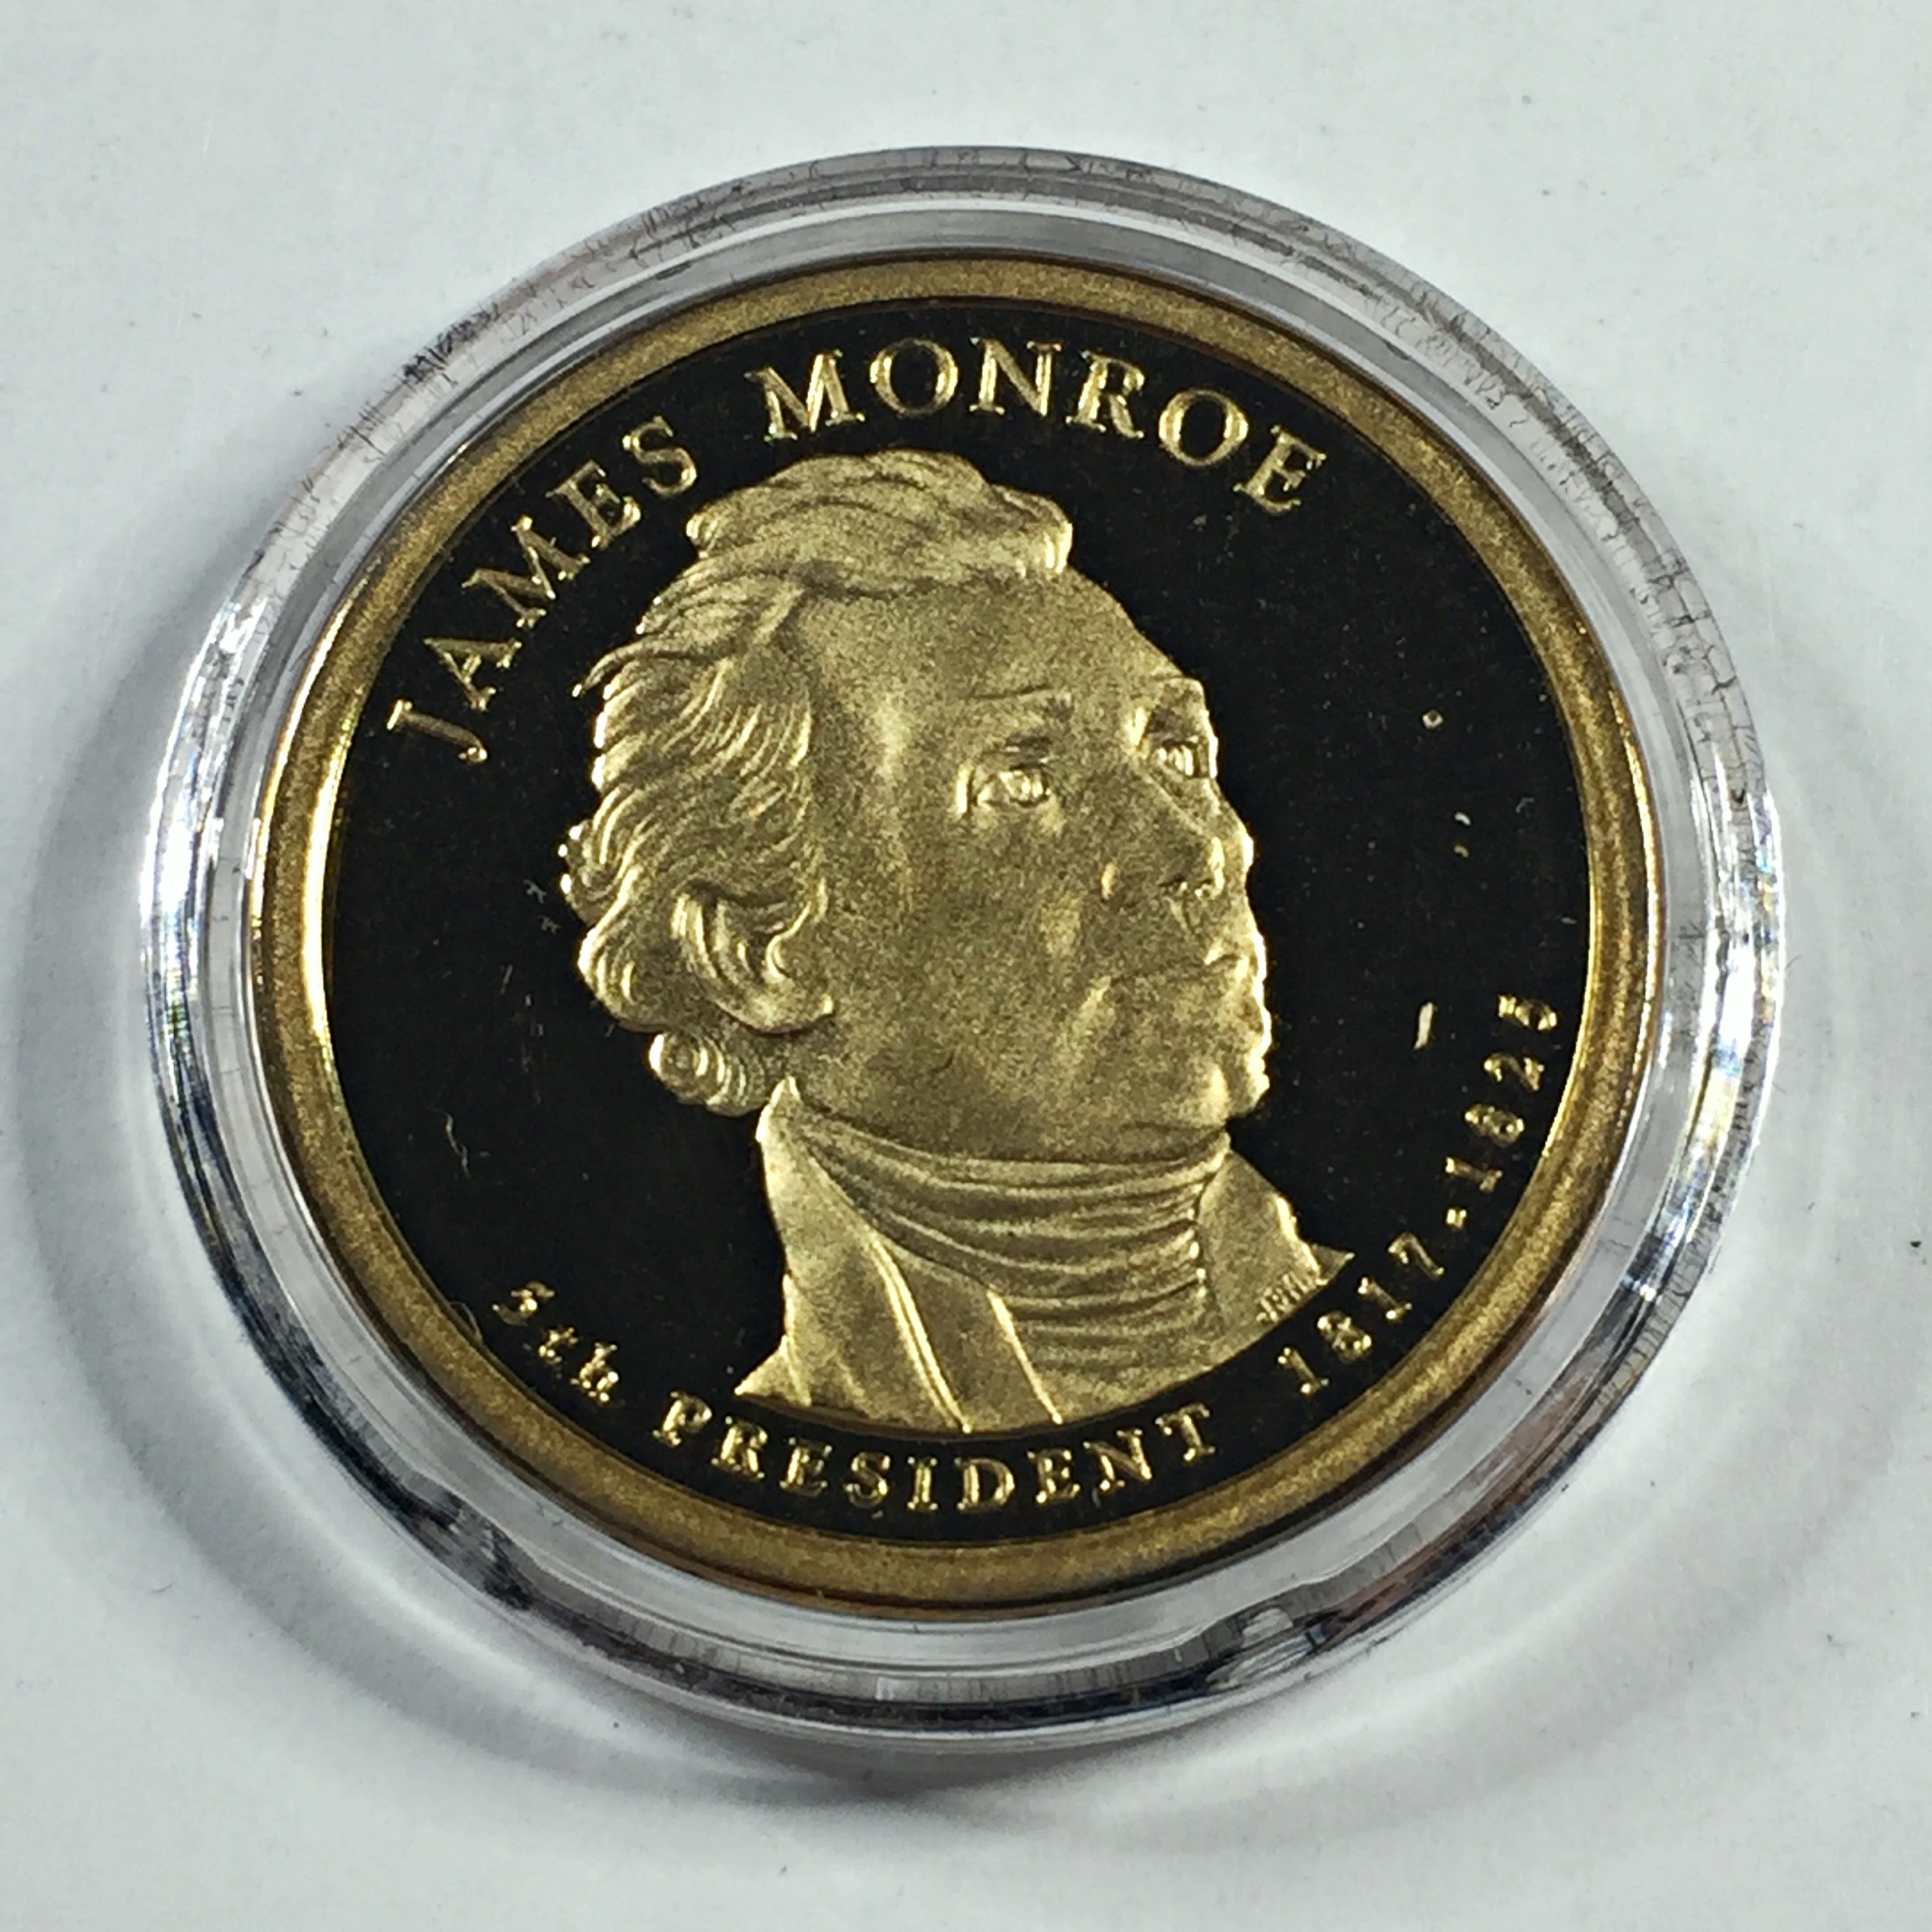 JAMES MONROE
5th PRESIDENT 1817-1825